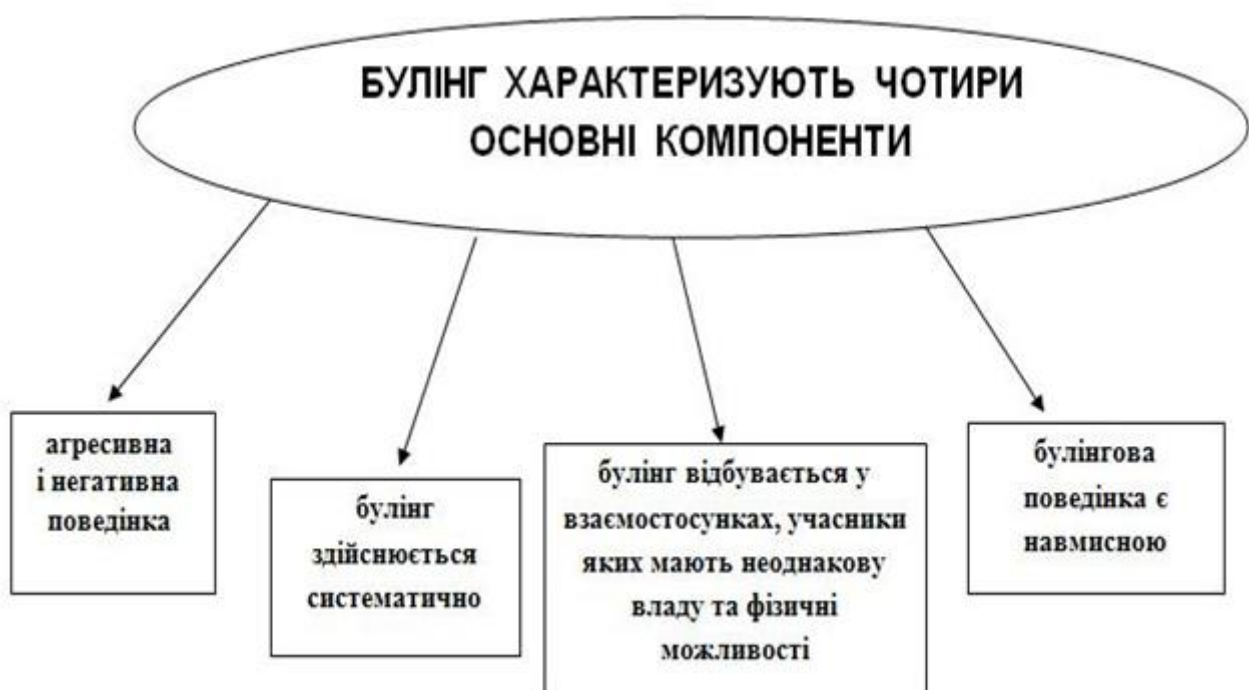 БУЛІНГ ХАРАКТЕРИЗУЮТЬ ЧОТИРИ
ОСНОВНІ КОМПОНЕНТИ
агресивна
і негативна
поведінка
булінг
здійснюється
систематично
булінг відбувається у
взаємостосунках, учасники
яких мають неоднакову
владу та фізичні
можливості
булінгова
поведінка є
навмисною